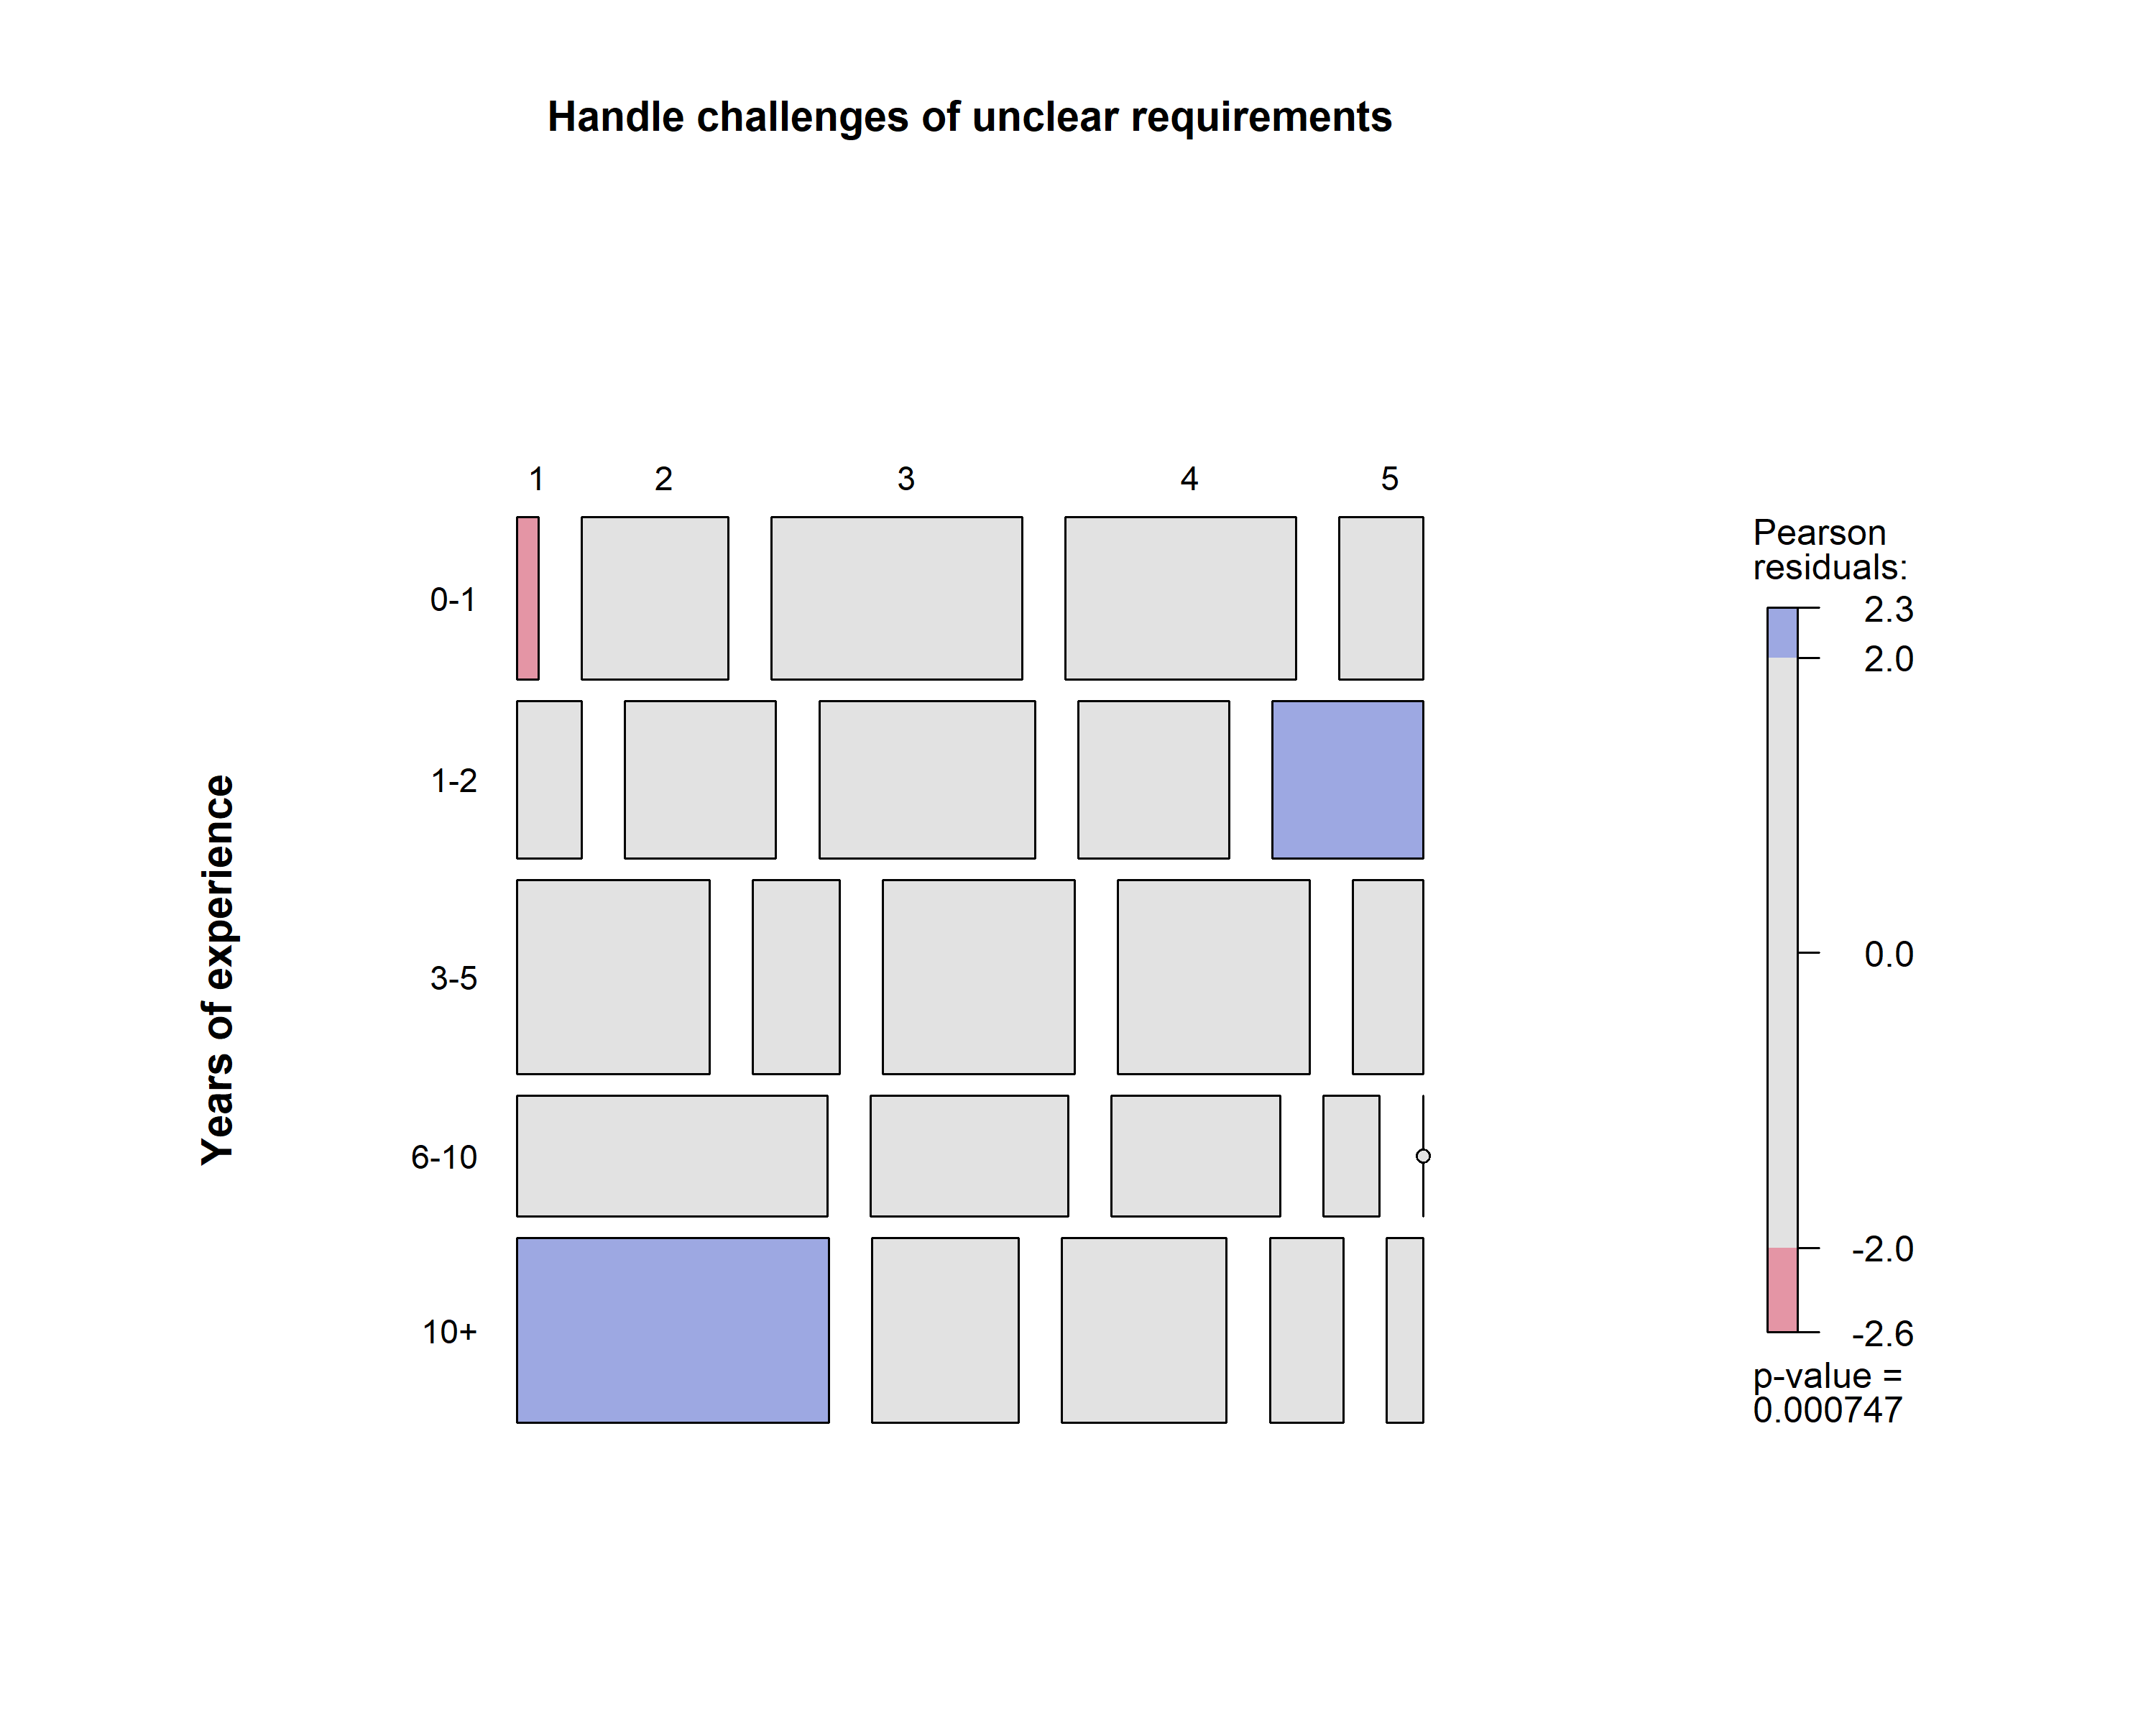 Handle challenges of unclear requirements
1 2 3 4 5
Years of experience
0-1
1-2
3-5
6-10
10+
Pearson
residuals:
2.3
2.0
0.0
-2.0
-2.6
p-value =
0.000747